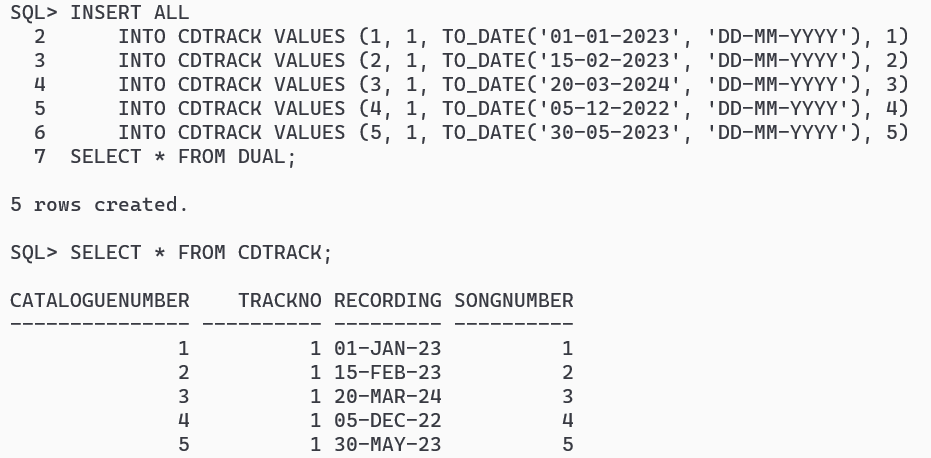 SQL> INSERT ALL
  2      INTO CDTRACK VALUES (1, 1, TO_DATE('01-01-2023', 'DD-MM-YYYY'), 1)
  3      INTO CDTRACK VALUES (2, 1, TO_DATE('15-02-2023', 'DD-MM-YYYY'), 2)
  4      INTO CDTRACK VALUES (3, 1, TO_DATE('20-03-2024', 'DD-MM-YYYY'), 3)
  5      INTO CDTRACK VALUES (4, 1, TO_DATE('05-12-2022', 'DD-MM-YYYY'), 4)
  6      INTO CDTRACK VALUES (5, 1, TO_DATE('30-05-2023', 'DD-MM-YYYY'), 5)
  7  SELECT * FROM DUAL;

5 rows created.

SQL> SELECT * FROM CDTRACK;

CATALOGUENUMBER    TRACKNO RECORDING SONGNUMBER
--------------- ---------- --------- ----------
              1          1 01-JAN-23          1
              2          1 15-FEB-23          2
              3          1 20-MAR-24          3
              4          1 05-DEC-22          4
              5          1 30-MAY-23          5